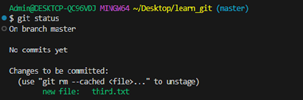 Admin@DESKTOP-QC96VDJ MINGW64 ~/Desktop/learn_git (master)
$ git status
On branch master
No commits yet
Changes to be committed:
(use "git rm --cached <file>..." to unstage)
new file: third.txt